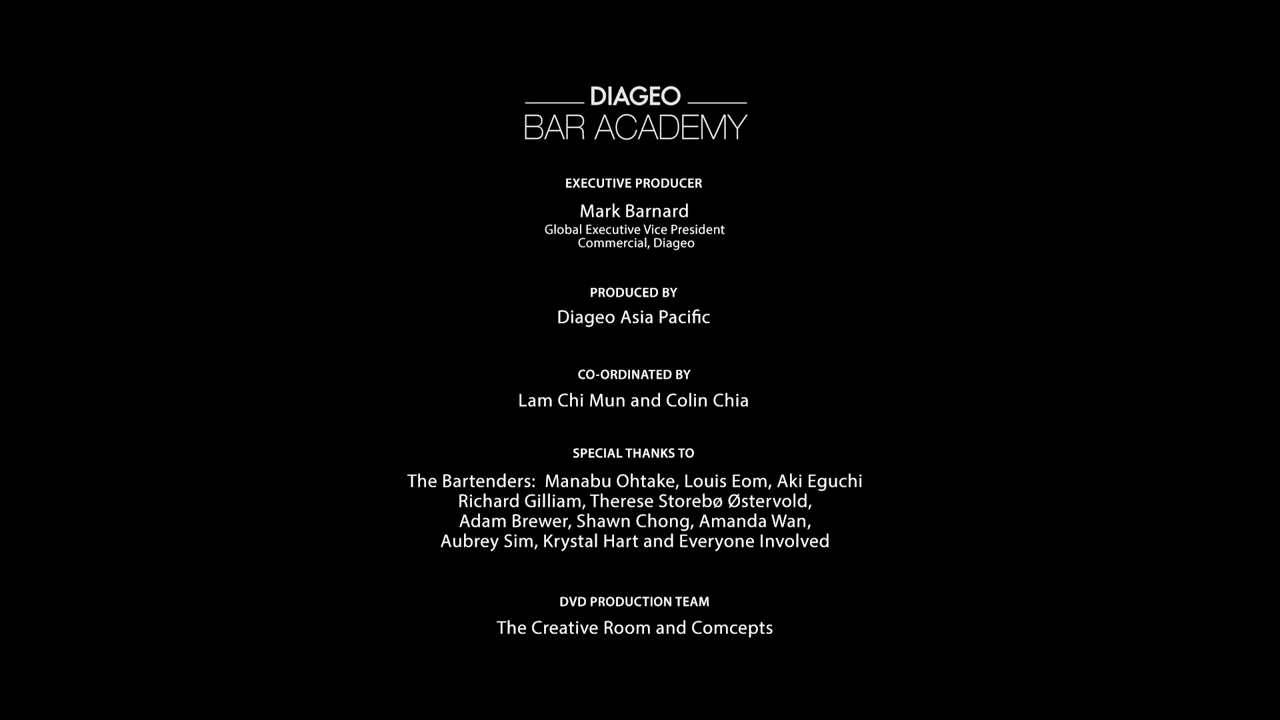 DIAGEO
BAR ACADEMY
EXECUTIVE PRODUCER
Mark Barnard
Global Executive Vice President
Commercial, Diageo
PRODUCED BY
Diageo Asia Pacific
CO-ORDINATED BY
Lam Chi Mun and Colin Chia
SPECIAL THANKS TO
The Bartenders: Manabu Ohtake, Louis Eom, Aki Eguchi
Richard Gilliam, Therese Storebø Østervold,
Adam Brewer, Shawn Chong, Amanda Wan,
Aubrey Sim, Krystal Hart and Everyone Involved
DVD PRODUCTION TEAM
The Creative Room and Comcepts